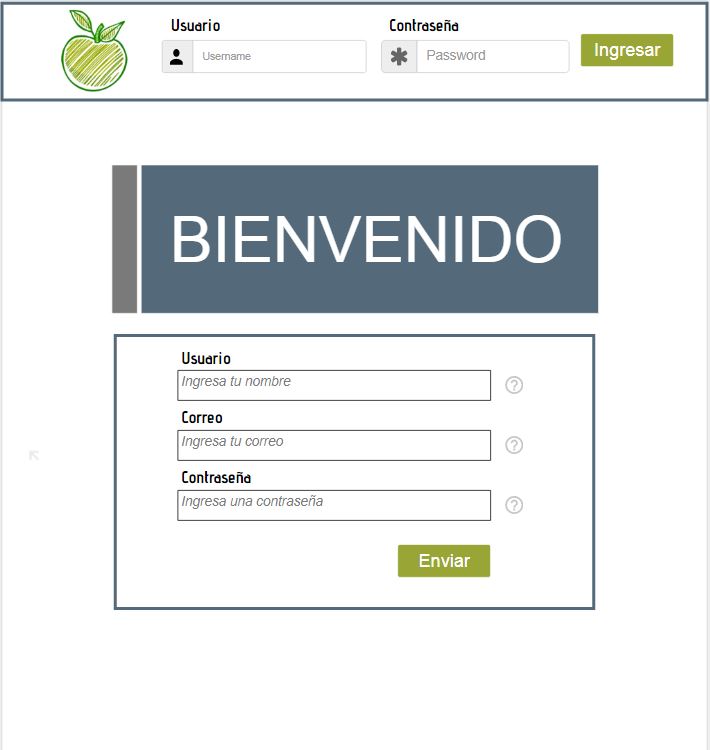 Usuario
Contraseña
Username
Password
Ingresar
BIENVENIDO
Usuario
Ingresa tu nombre
?
Correo
Ingresa tu correo
?
Contraseña
Ingresa una contraseña
?
Enviar